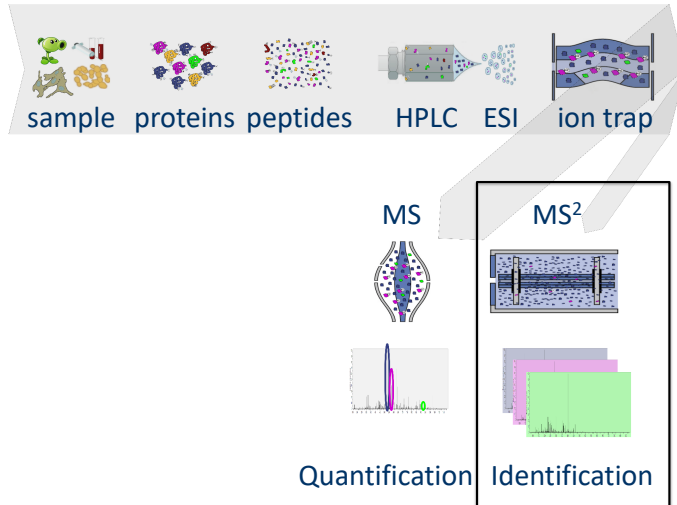 sample proteins peptides HPLC ESI ion trap
MS MS²
Quantification Identification